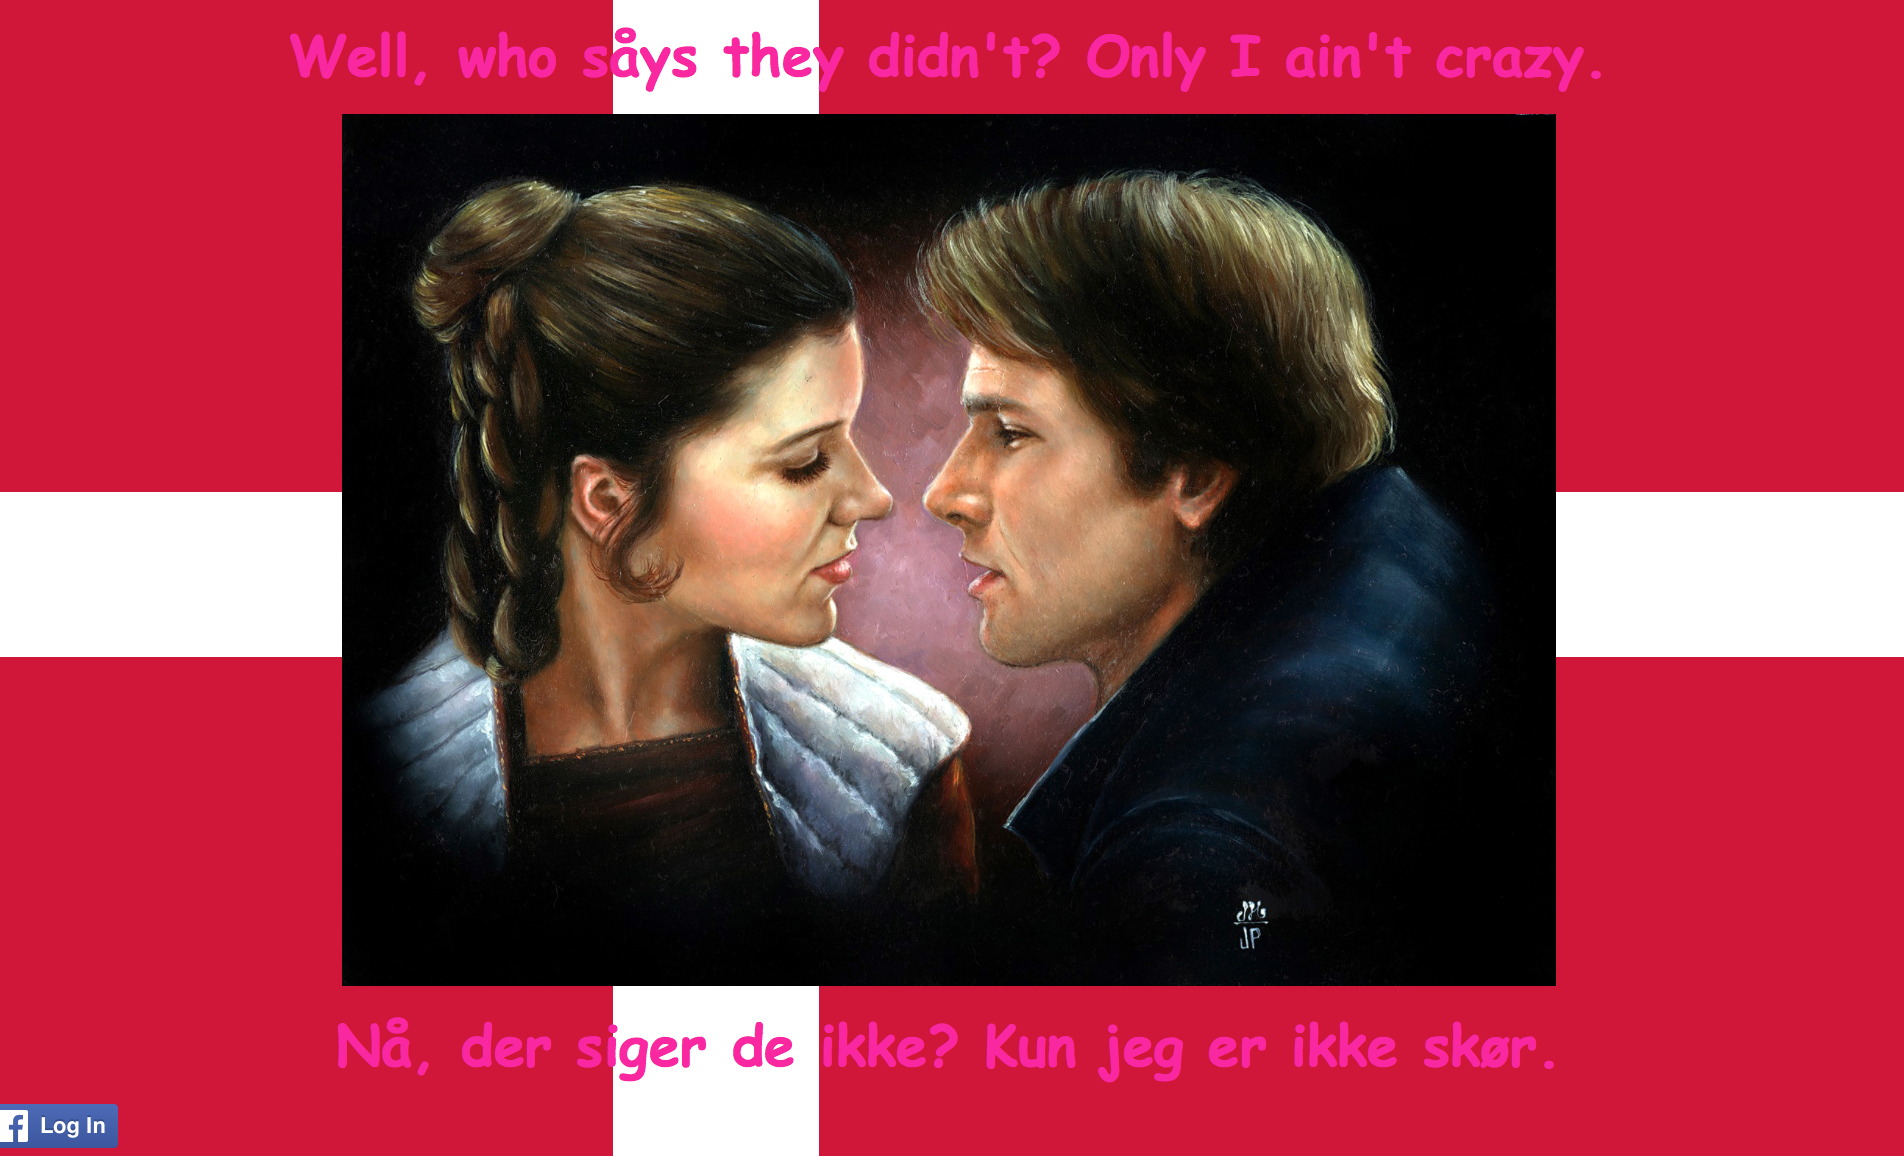 Well, who såys they didn't? Only I ain't crazy.
JP
Nå, der siger de ikke? Kun jeg er ikke skør.
f Log In